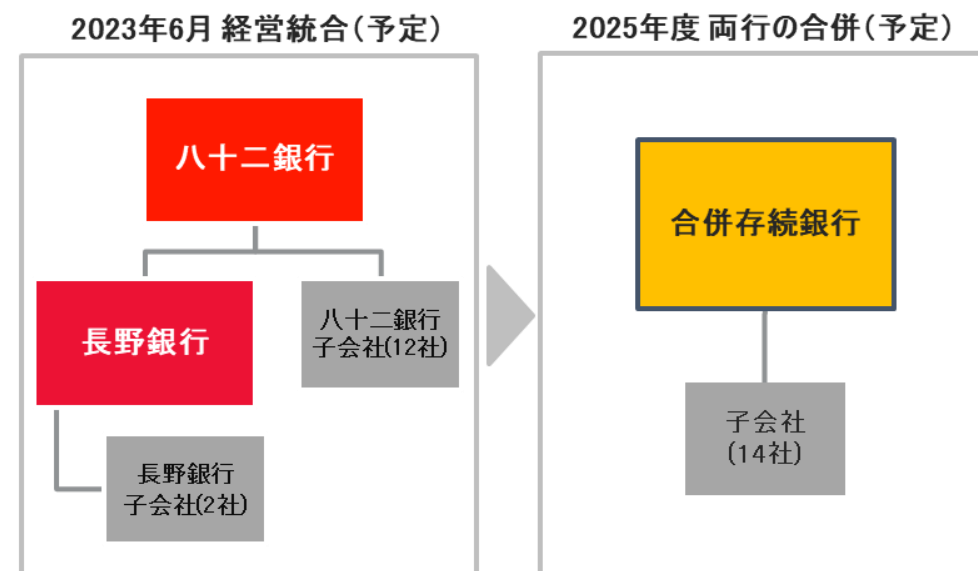 2023年6月 経営統合（予定）
八十二銀行
長野銀行
八十二銀行
子会社(12社)
長野銀行
子会社(2社)
2025年度 両行の合併（予定）
合併存続銀行
子会社
(14社)